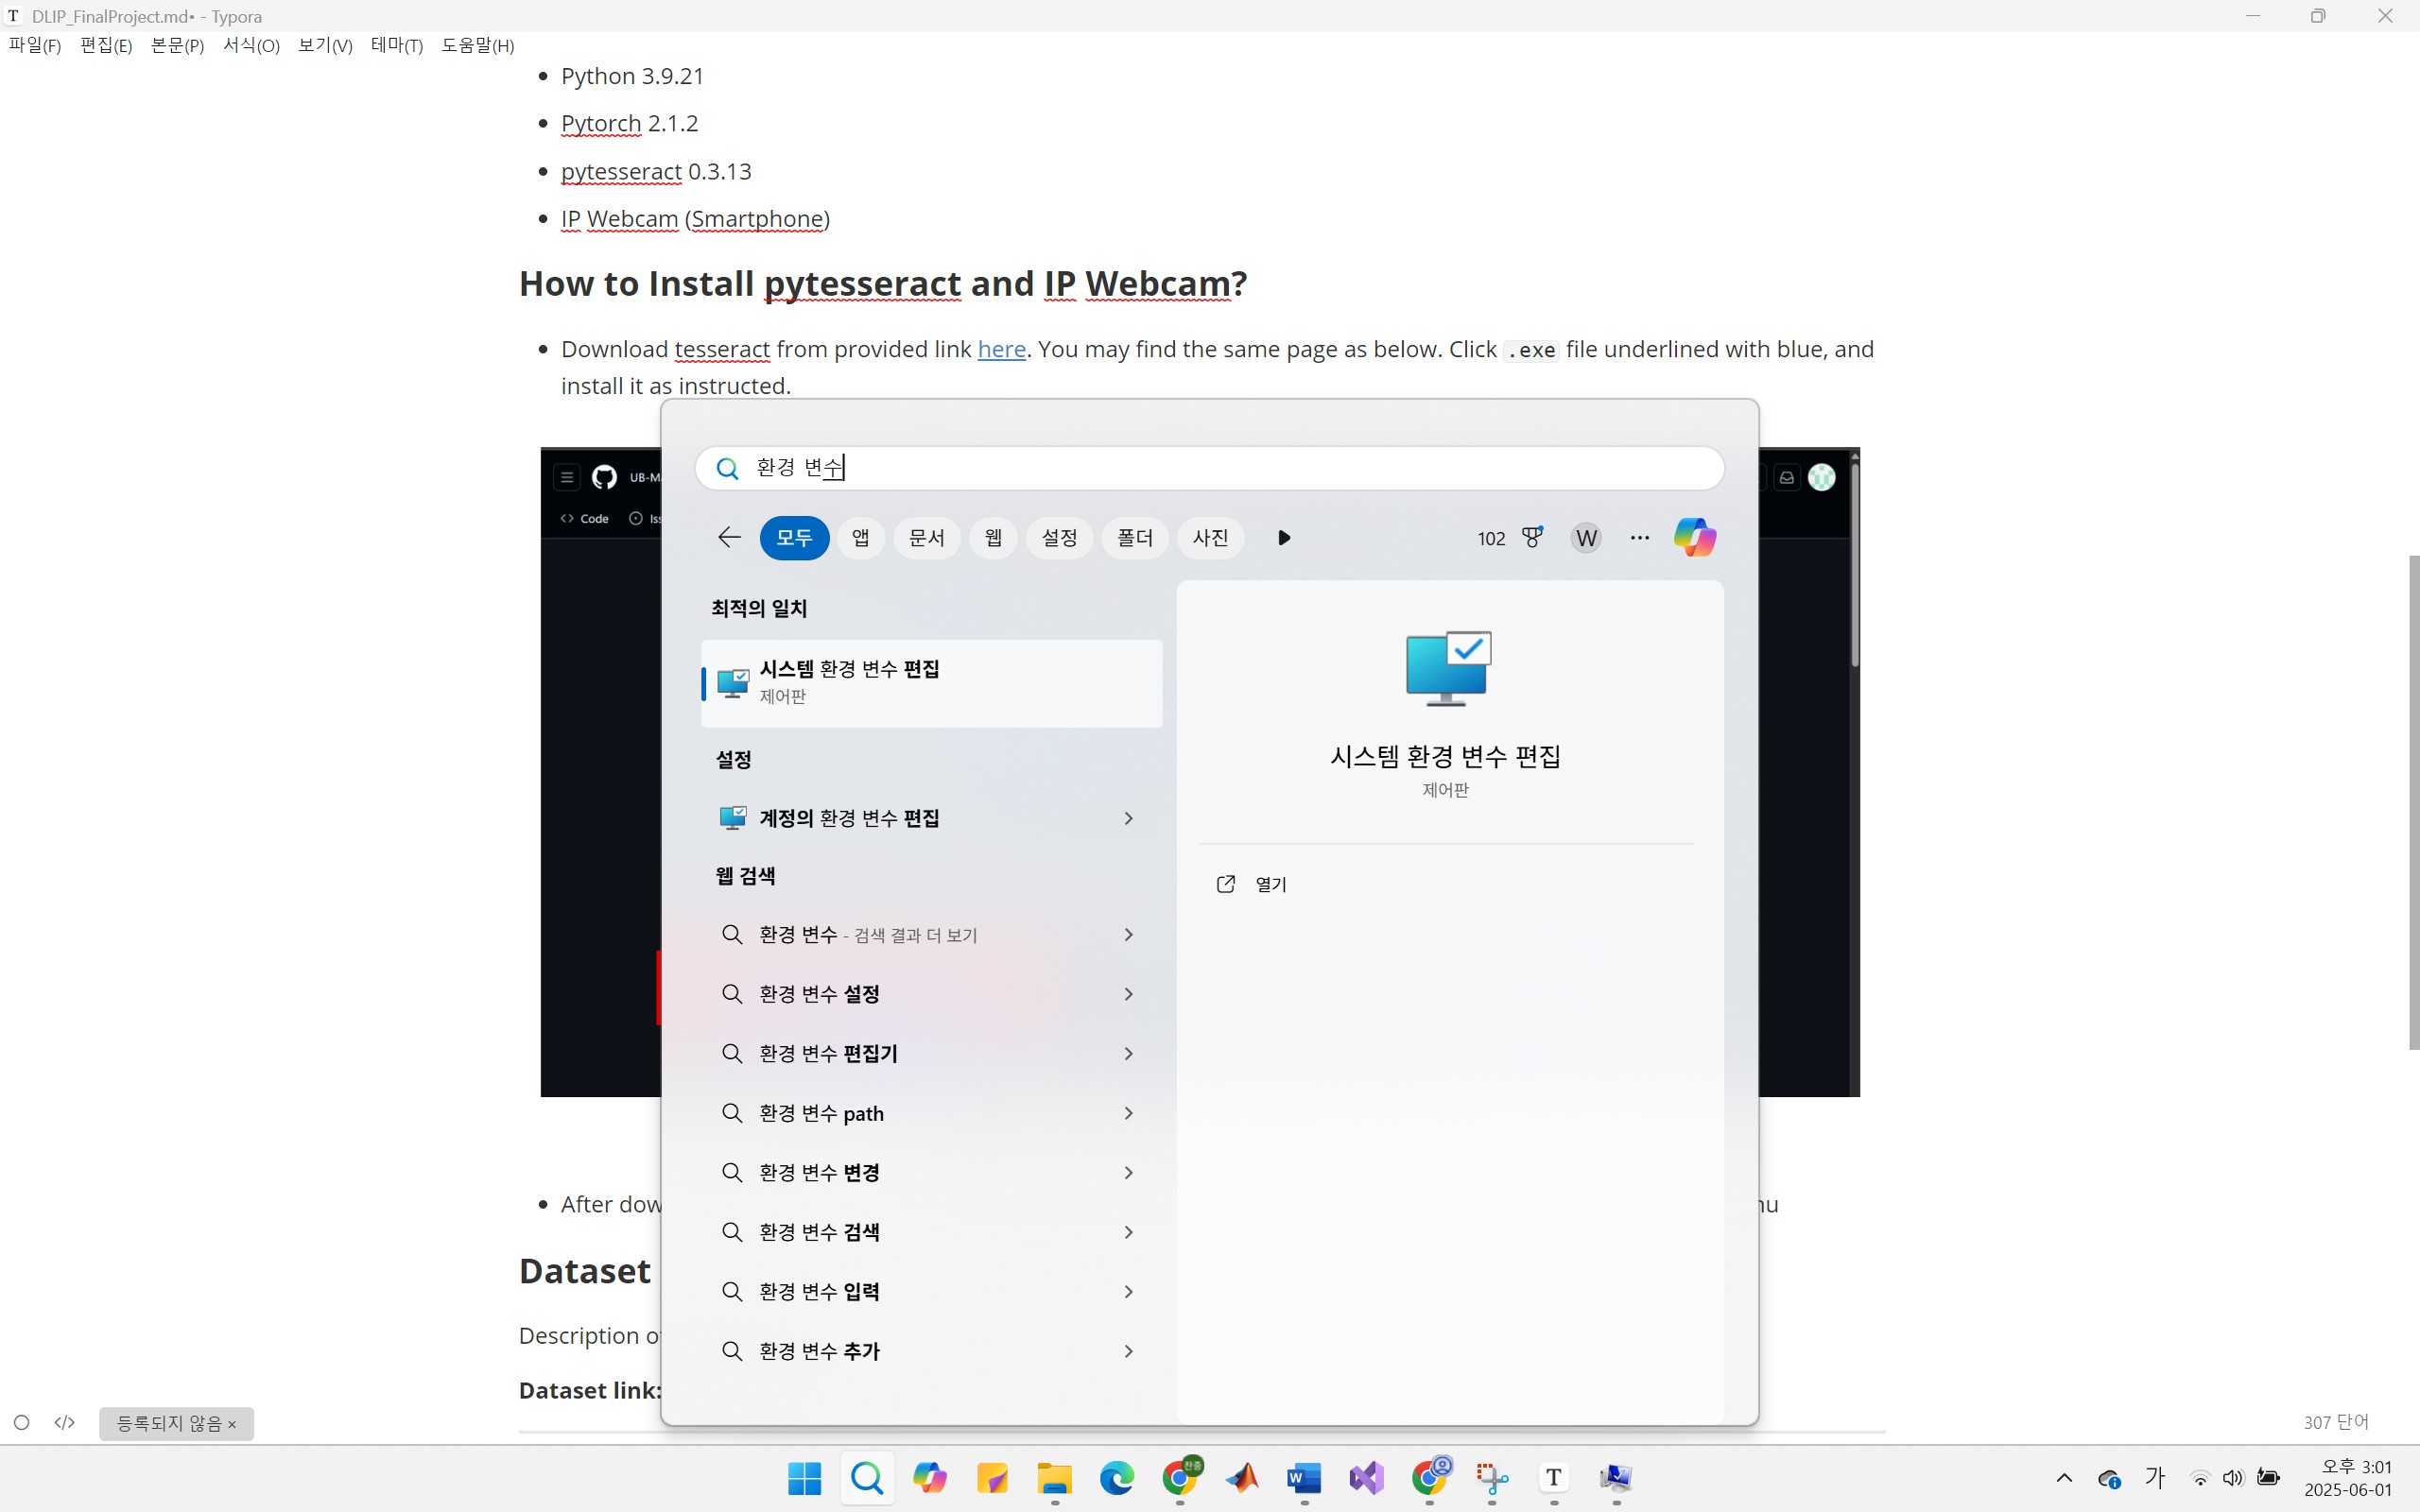 T DLIP_FinalProject.md• - Typora
파일(F) 편집(E) 본문(P) 서식(O) 보기(V) 테마(T) 도움말(H)
• Python 3.9.21
• Pytorch 2.1.2
• pytesseract 0.3.13
• IP Webcam (Smartphone)
How to Install pytesseract and IP Webcam?
• Download tesseract from provided link here. You may find the same page as below. Click .exe file underlined with blue, and
install it as instructed.
UB-M
<> Code Iss
환경 변수
모두 앱 문서 웹 설정 폴더 사진 102 W ...
최적의 일치
시스템 환경 변수 편집
제어판
설정
계정의 환경 변수 편집
웹 검색
환경 변수 - 검색 결과 더 보기
환경 변수 설정
환경 변수 편집기
환경 변수 path
환경 변수 변경
환경 변수 검색
환경 변수 입력
환경 변수 추가
시스템 환경 변수 편집
제어판
열기
• After dow
nu
Dataset
Description o
Dataset link:
</> 등록되지 않음 × 307 단어
찬종
W
T
가
오후 3:01
2025-06-01